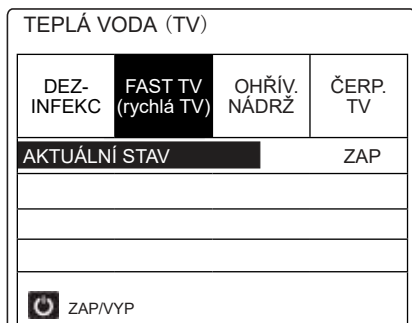 TEPLÁ VODA (TV)
DEZ-
INFEKC
FAST TV
(rychlá TV)
OHŘÍV.
NÁDRŽ
ČERP.
TV
AKTUÁLNÍ STAV ZAP
ZAP/VYP